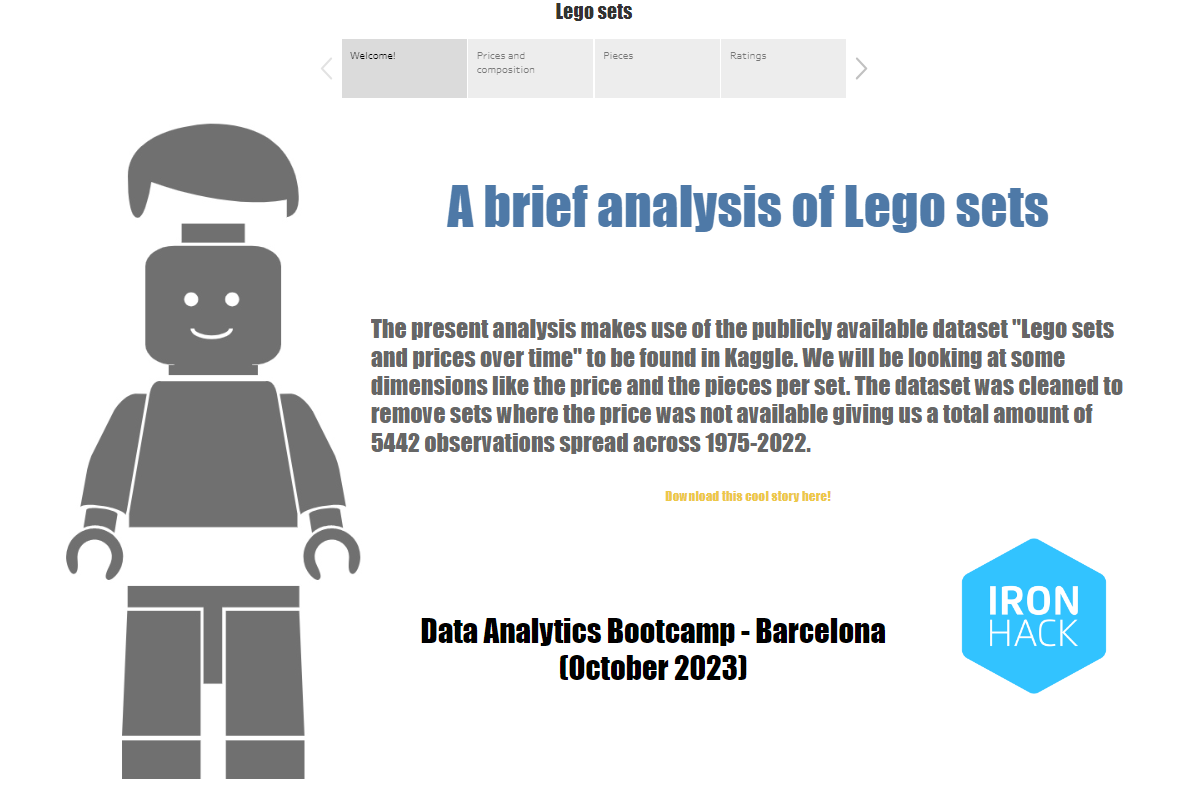 Lego sets
Welcome!
Prices and
composition
Pieces
Ratings
A brief analysis of Lego sets
The present analysis makes use of the publicly available dataset "Lego sets
and prices over time" to be found in Kaggle. We will be looking at some
dimensions like the price and the pieces per set. The dataset was cleaned to
remove sets where the price was not available giving us a total amount of
5442 observations spread across 1975-2022.
Download this cool story here!
Data Analytics Bootcamp - Barcelona
(October 2023)
IRON
HACK